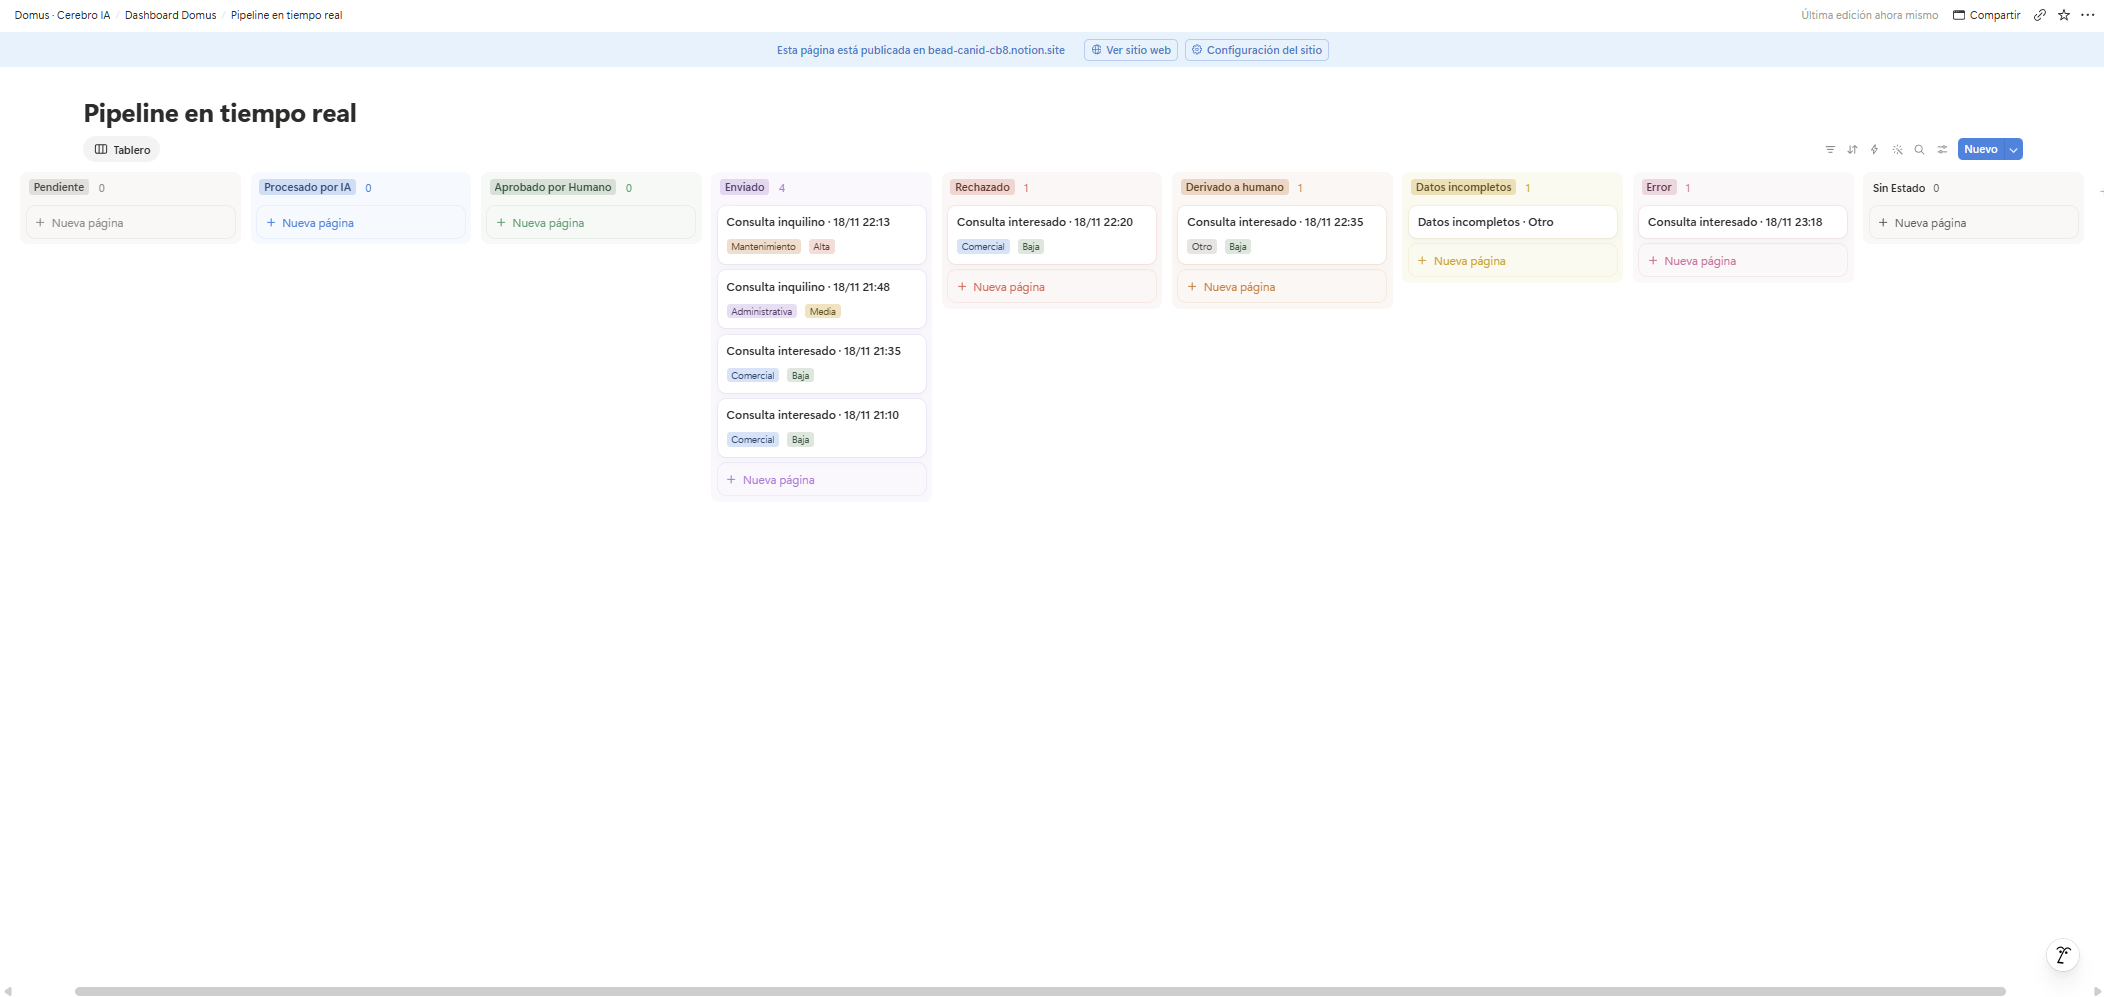 Domus · Cerebro IA / Dashboard Domus / Pipeline en tiempo real
Última edición ahora mismo
Compartir
Esta página está publicada en bead-canid-cb8.notion.site
Ver sitio web
Configuración del sitio
Pipeline en tiempo real
Tablero
Nuevo
Pendiente 0
+ Nueva página
Procesado por IA 0
+ Nueva página
Aprobado por Humano 0
+ Nueva página
Enviado 4
Consulta inquilino · 18/11 22:13
Mantenimiento Alta
Consulta inquilino · 18/11 21:48
Administrativa Media
Consulta interesado · 18/11 21:35
Comercial Baja
Consulta interesado · 18/11 21:10
Comercial Baja
+ Nueva página
Rechazado 1
Consulta interesado · 18/11 22:20
Comercial Baja
+ Nueva página
Derivado a humano 1
Consulta interesado · 18/11 22:35
Otro Baja
+ Nueva página
Datos incompletos 1
Datos incompletos · Otro
+ Nueva página
Error 1
Consulta interesado · 18/11 23:18
+ Nueva página
Sin Estado 0
+ Nueva página